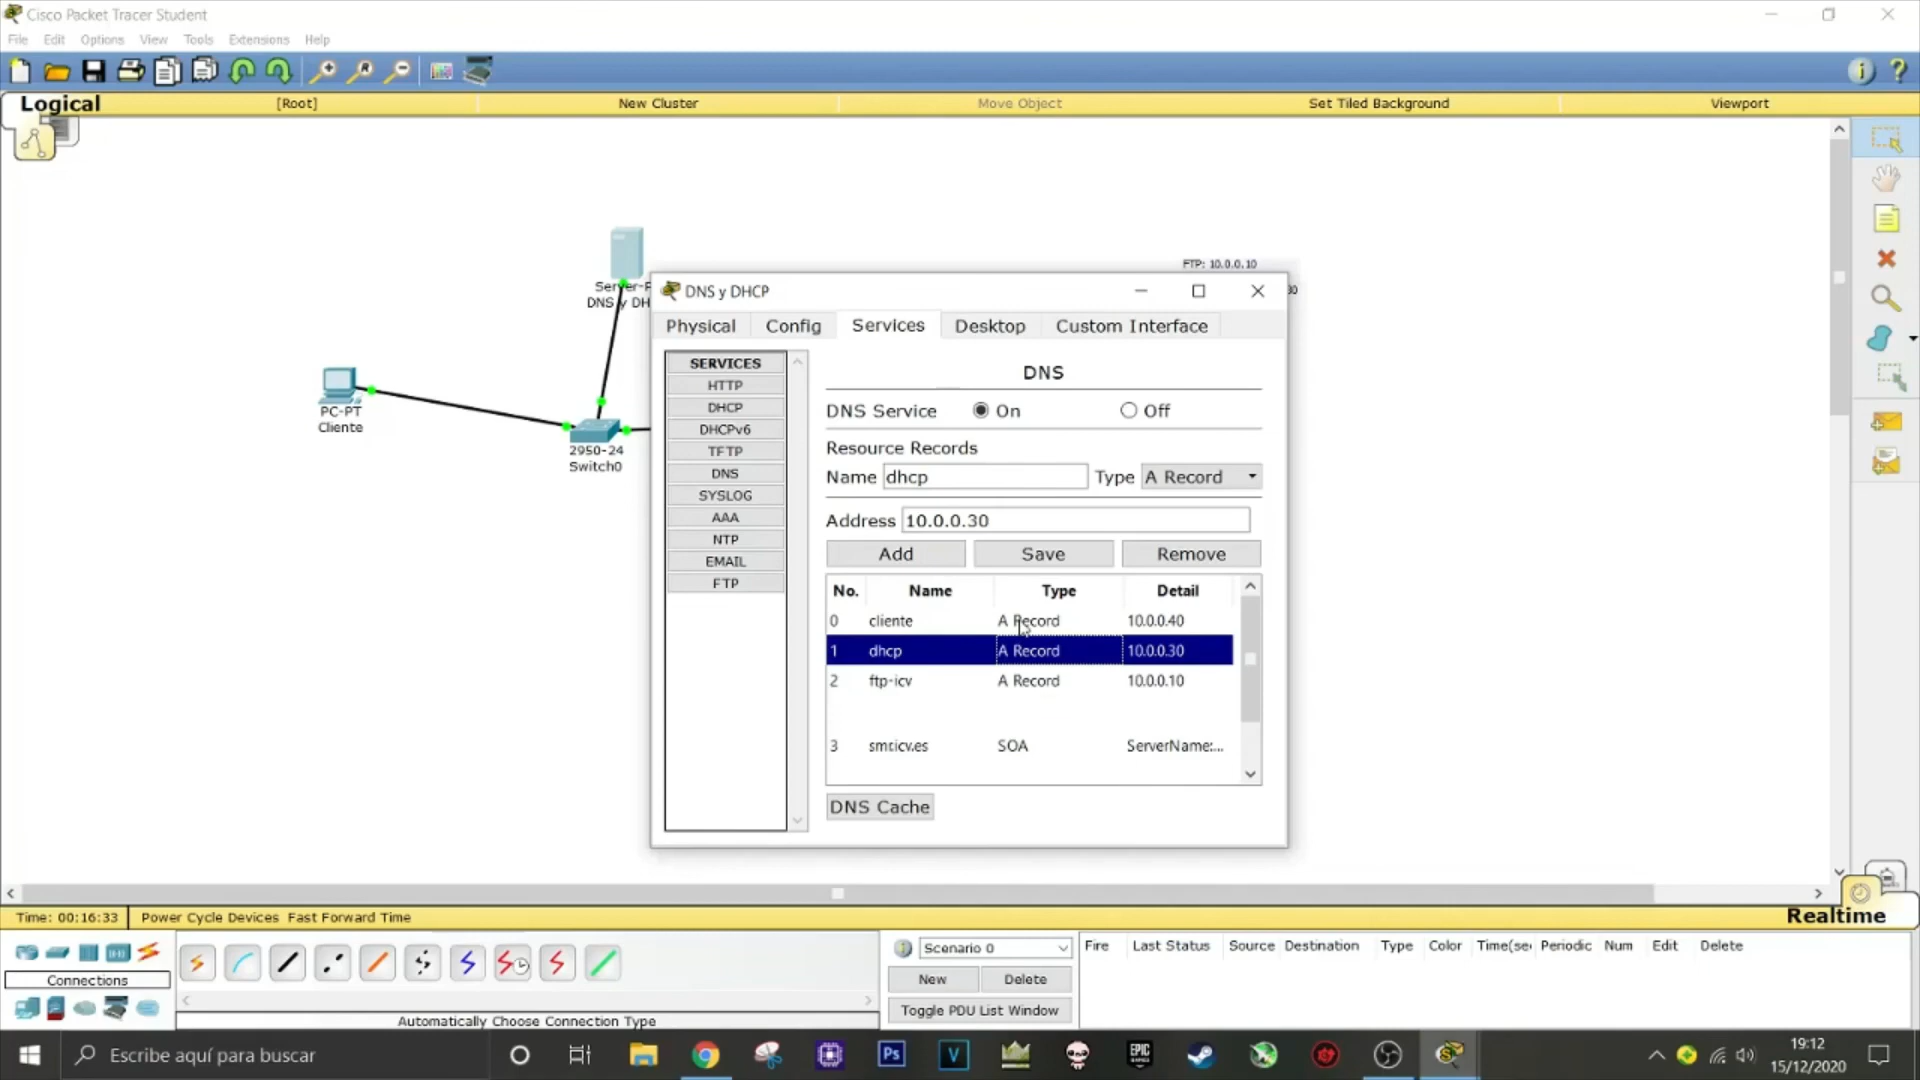 Cisco Packet Tracer Student
File Edit Options View Tools Extensions Help
Logical [Root] New Cluster Move Object Set Tiled Background Viewport
FTP: 10.0.0.10
30
Server-P
DNS y DH
PC-PT
Cliente
2950-24
Switch0
DNS y DHCP
Physical Config Services Desktop Custom Interface
SERVICES
HTTP
DHCP
DHCPv6
TFTP
DNS
SYSLOG
AAA
NTP
EMAIL
FTP
DNS
DNS Service On Off
Resource Records
Name dhcp Type A Record
Address 10.0.0.30
Add Save Remove
No. Name Type Detail
0 cliente A Record 10.0.0.40
1 dhcp A Record 10.0.0.30
2 ftp-icv A Record 10.0.0.10
3 smticv.es SOA ServerName:...
DNS Cache
Time: 00:16:33 Power Cycle Devices Fast Forward Time Realtime
Connections
Automatically Choose Connection Type
Scenario 0
New Delete
Toggle PDU List Window
Fire Last Status Source Destination Type Color Time(sec Periodic Num Edit Delete
Escribe aquí para buscar
Ps
V
EPIC
19:12
15/12/2020